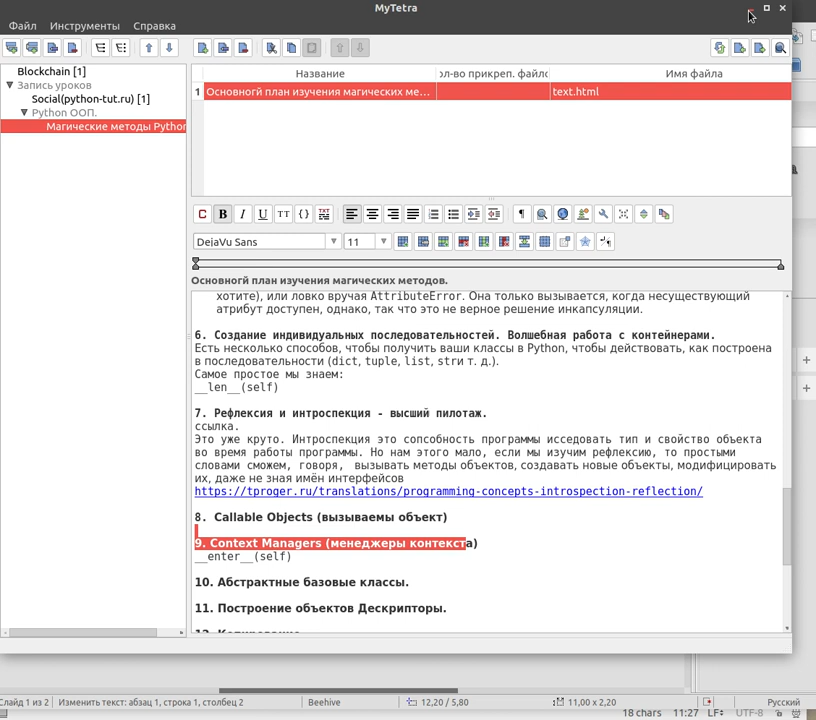 MyTetra
Файл Инструменты Справка
Blockchain [1]
Запись уроков
Social(python-tut.ru) [1]
Python ООП.
Магические методы Python
Название
ол-во прикреп. файло
Имя файла
1 Основногй план изучения магических ме... text.html
DejaVu Sans 11
Основногй план изучения магических методов.
хотите), или ловко вручая AttributeError. Она только вызывается, когда несуществующий
атрибут доступен, однако, так что это не верное решение инкапсуляции.
6. Создание индивидуальных последовательностей. Волшебная работа с контейнерами.
Есть несколько способов, чтобы получить ваши классы в Python, чтобы действовать, как построена
в последовательности (dict, tuple, list, strи т. д.).
Самое простое мы знаем:
__len__(self)
7. Рефлексия и интроспекция - высший пилотаж.
ссылка.
Это уже круто. Интроспекция это сопсобность программы исседовать тип и свойство объекта
во время работы программы. Но нам этого мало, если мы изучим рефлексию, то простыми
словами сможем, говоря, вызывать методы объектов, создавать новые объекты, модифицировать
их, даже не зная имён интерфейсов
https://tproger.ru/translations/programming-concepts-introspection-reflection/
8. Callable Objects (вызываемы объект)
9. Context Managers (менеджеры контекста)
__enter__(self)
10. Абстрактные базовые классы.
11. Построение объектов Дескрипторы.
Слайд 1 из 2 Изменить текст: абзац 1, строка 1, столбец 2 Beehive 12,20 / 5,80 11,00 x 2,20 Русский
18 chars 11:27 LF÷ UTF-8